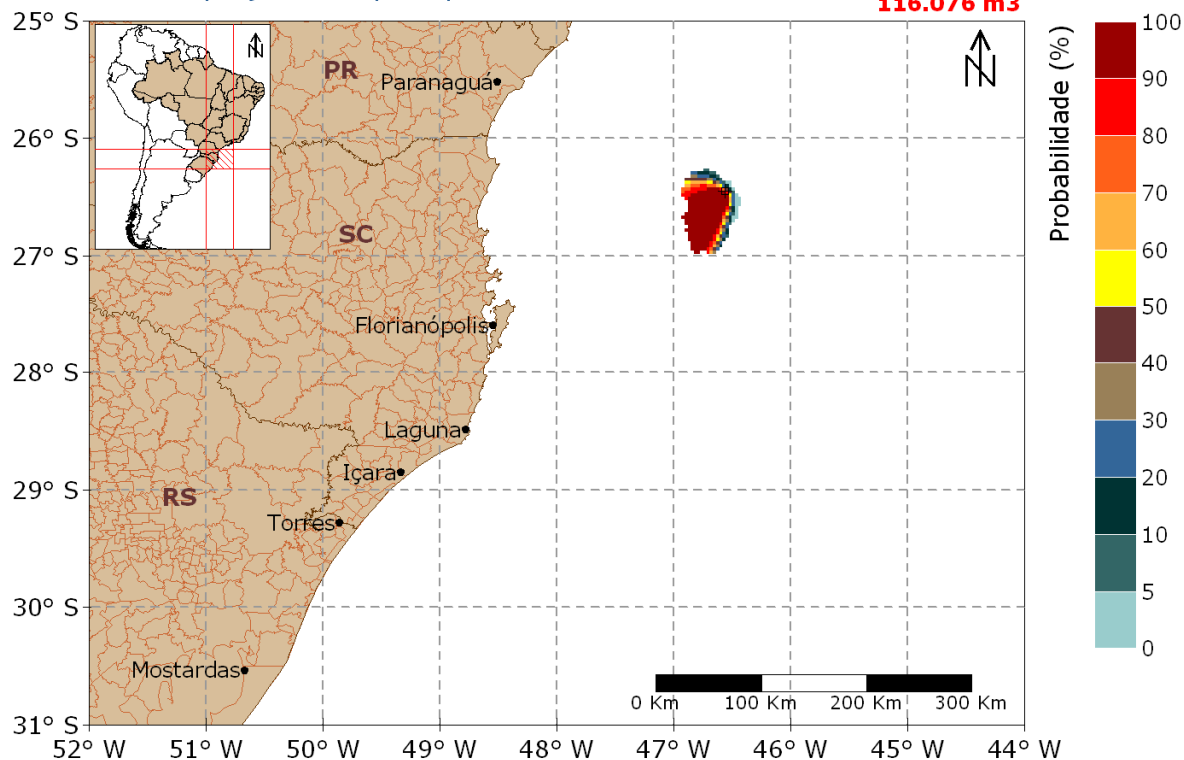 116.076 m3
25° S
26° S
27° S
28° S
29° S
30° S
31° S
52° W
51° W
50° W
49° W
48° W
47° W
46° W
45° W
44° W
N
N
PR
Paranaguá
SC
Florianópolis
Laguna
Içara
RS
Torres
Mostardas
0 Km
100 Km
200 Km
300 Km
Probabilidade (%)
100
90
80
70
60
50
40
30
20
10
5
0